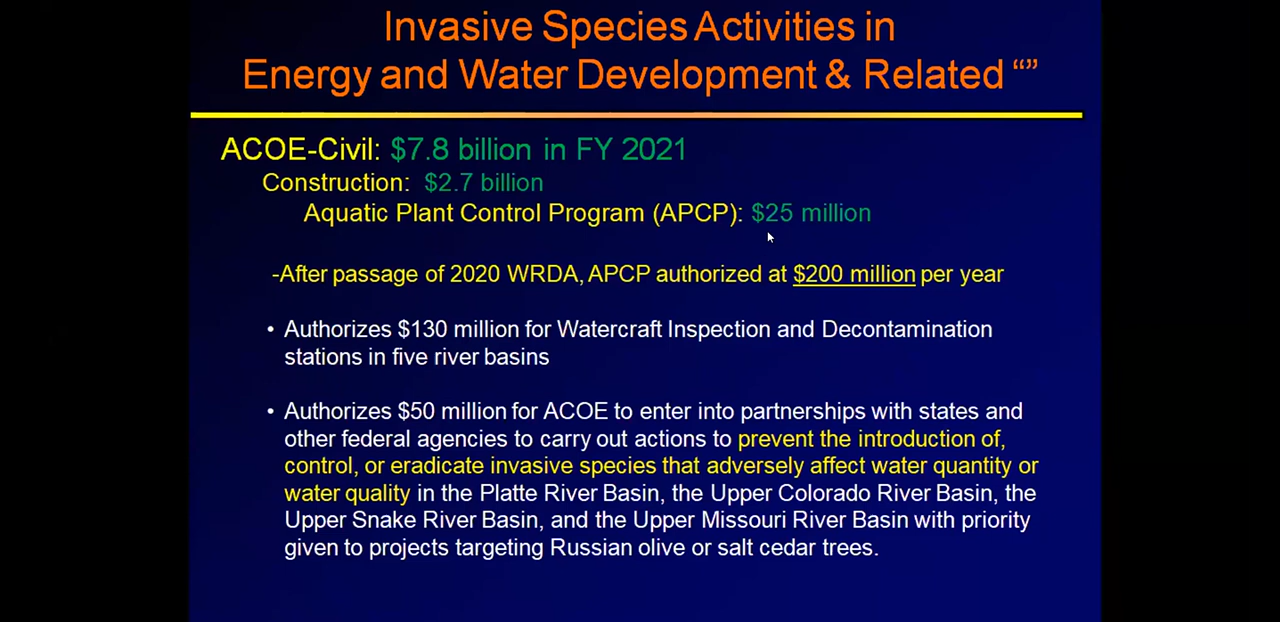 Invasive Species Activities in
Energy and Water Development & Related “”
ACOE-Civil: $7.8 billion in FY 2021
Construction: $2.7 billion
Aquatic Plant Control Program (APCP): $25 million
-After passage of 2020 WRDA, APCP authorized at $200 million per year
• Authorizes $130 million for Watercraft Inspection and Decontamination
stations in five river basins
• Authorizes $50 million for ACOE to enter into partnerships with states and
other federal agencies to carry out actions to prevent the introduction of,
control, or eradicate invasive species that adversely affect water quantity or
water quality in the Platte River Basin, the Upper Colorado River Basin, the
Upper Snake River Basin, and the Upper Missouri River Basin with priority
given to projects targeting Russian olive or salt cedar trees.